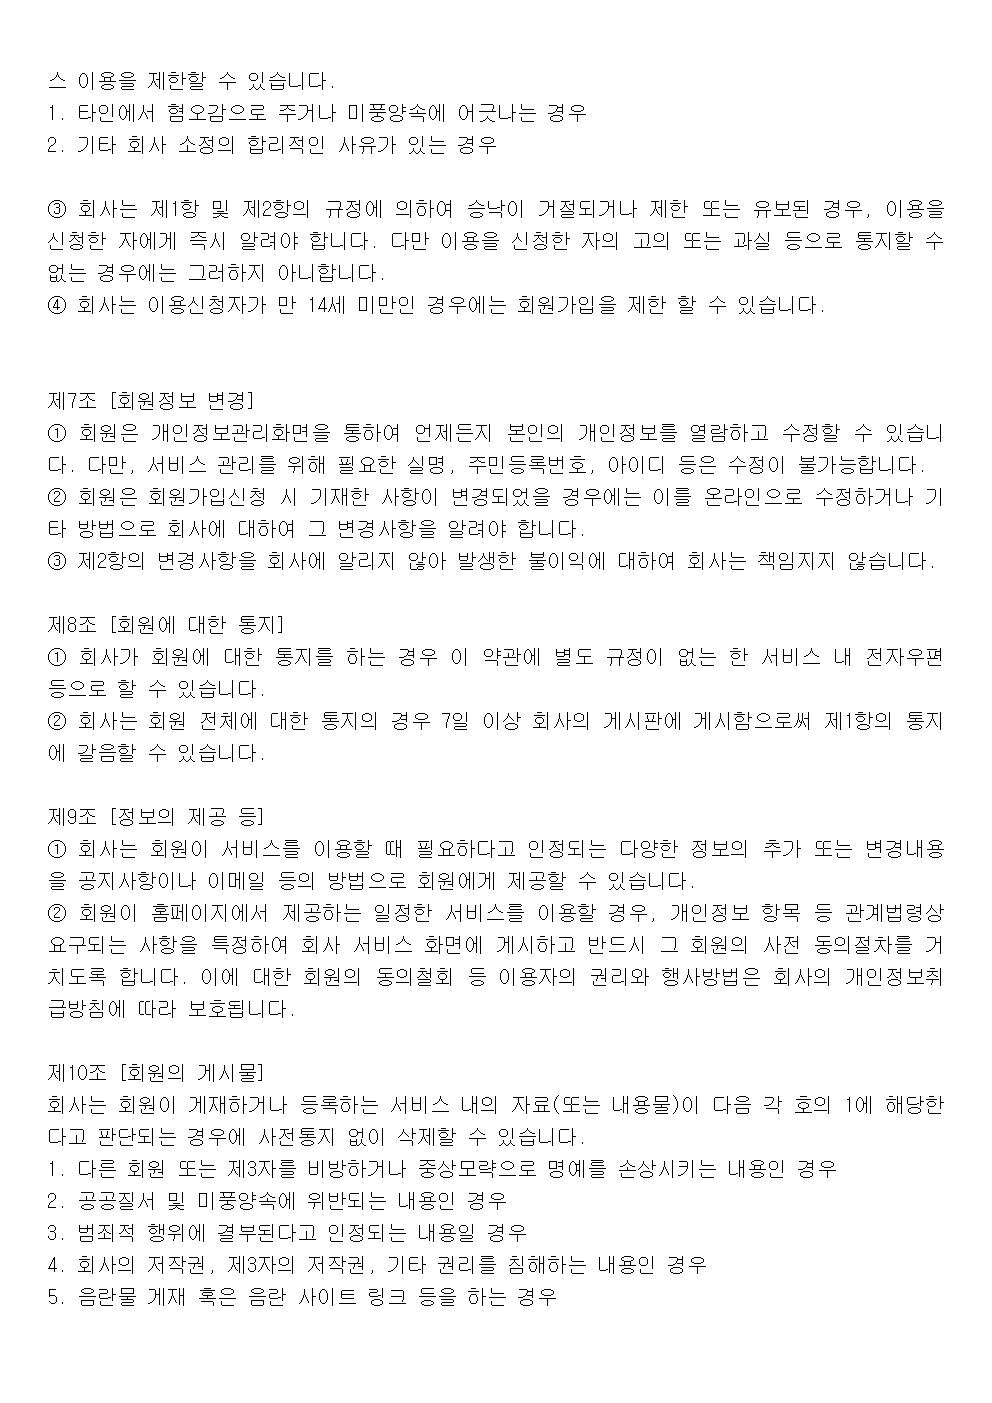 스 이용을 제한할 수 있습니다.
1. 타인에서 혐오감으로 주거나 미풍양속에 어긋나는 경우
2. 기타 회사 소정의 합리적인 사유가 있는 경우
③ 회사는 제1항 및 제2항의 규정에 의하여 승낙이 거절되거나 제한 또는 유보된 경우, 이용을
신청한 자에게 즉시 알려야 합니다. 다만 이용을 신청한 자의 고의 또는 과실 등으로 통지할 수
없는 경우에는 그러하지 아니합니다.
④ 회사는 이용신청자가 만 14세 미만인 경우에는 회원가입을 제한 할 수 있습니다.
제7조 [회원정보 변경]
① 회원은 개인정보관리화면을 통하여 언제든지 본인의 개인정보를 열람하고 수정할 수 있습니
다. 다만, 서비스 관리를 위해 필요한 실명, 주민등록번호, 아이디 등은 수정이 불가능합니다.
② 회원은 회원가입신청 시 기재한 사항이 변경되었을 경우에는 이를 온라인으로 수정하거나 기
타 방법으로 회사에 대하여 그 변경사항을 알려야 합니다.
③ 제2항의 변경사항을 회사에 알리지 않아 발생한 불이익에 대하여 회사는 책임지지 않습니다.
제8조 [회원에 대한 통지]
① 회사가 회원에 대한 통지를 하는 경우 이 약관에 별도 규정이 없는 한 서비스 내 전자우편
등으로 할 수 있습니다.
② 회사는 회원 전체에 대한 통지의 경우 7일 이상 회사의 게시판에 게시함으로써 제1항의 통지
에 갈음할 수 있습니다.
제9조 [정보의 제공 등]
① 회사는 회원이 서비스를 이용할 때 필요하다고 인정되는 다양한 정보의 추가 또는 변경내용
을 공지사항이나 이메일 등의 방법으로 회원에게 제공할 수 있습니다.
② 회원이 홈페이지에서 제공하는 일정한 서비스를 이용할 경우, 개인정보 항목 등 관계법령상
요구되는 사항을 특정하여 회사 서비스 화면에 게시하고 반드시 그 회원의 사전 동의절차를 거
치도록 합니다. 이에 대한 회원의 동의철회 등 이용자의 권리와 행사방법은 회사의 개인정보취
급방침에 따라 보호됩니다.
제10조 [회원의 게시물]
회사는 회원이 게재하거나 등록하는 서비스 내의 자료(또는 내용물)이 다음 각 호의 1에 해당한
다고 판단되는 경우에 사전통지 없이 삭제할 수 있습니다.
1. 다른 회원 또는 제3자를 비방하거나 중상모략으로 명예를 손상시키는 내용인 경우
2. 공공질서 및 미풍양속에 위반되는 내용인 경우
3. 범죄적 행위에 결부된다고 인정되는 내용일 경우
4. 회사의 저작권, 제3자의 저작권, 기타 권리를 침해하는 내용인 경우
5. 음란물 게재 혹은 음란 사이트 링크 등을 하는 경우